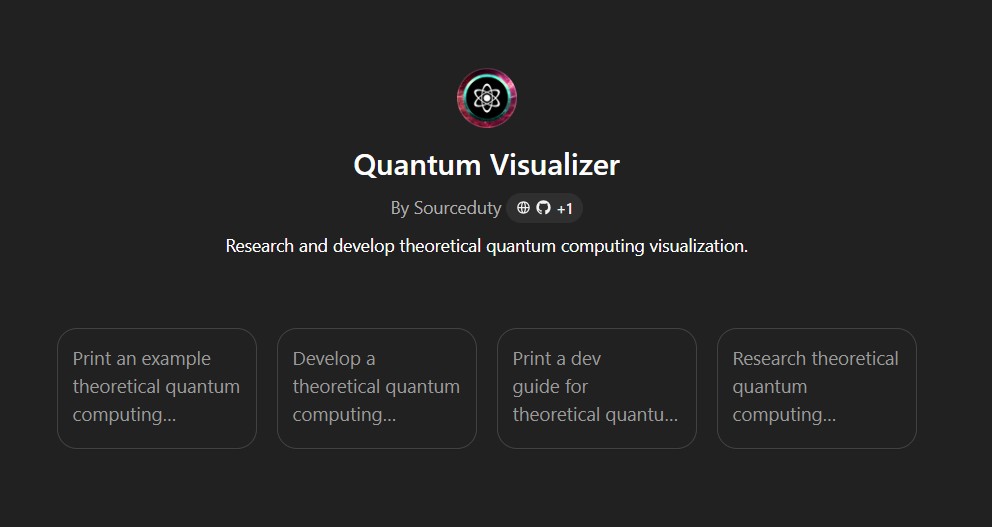 Quantum Visualizer
By Sourceduty +1
Research and develop theoretical quantum computing visualization.
Print an example
theoretical quantum
computing...
Develop a
theoretical quantum
computing...
Print a dev
guide for
theoretical quantu...
Research theoretical
quantum
computing...